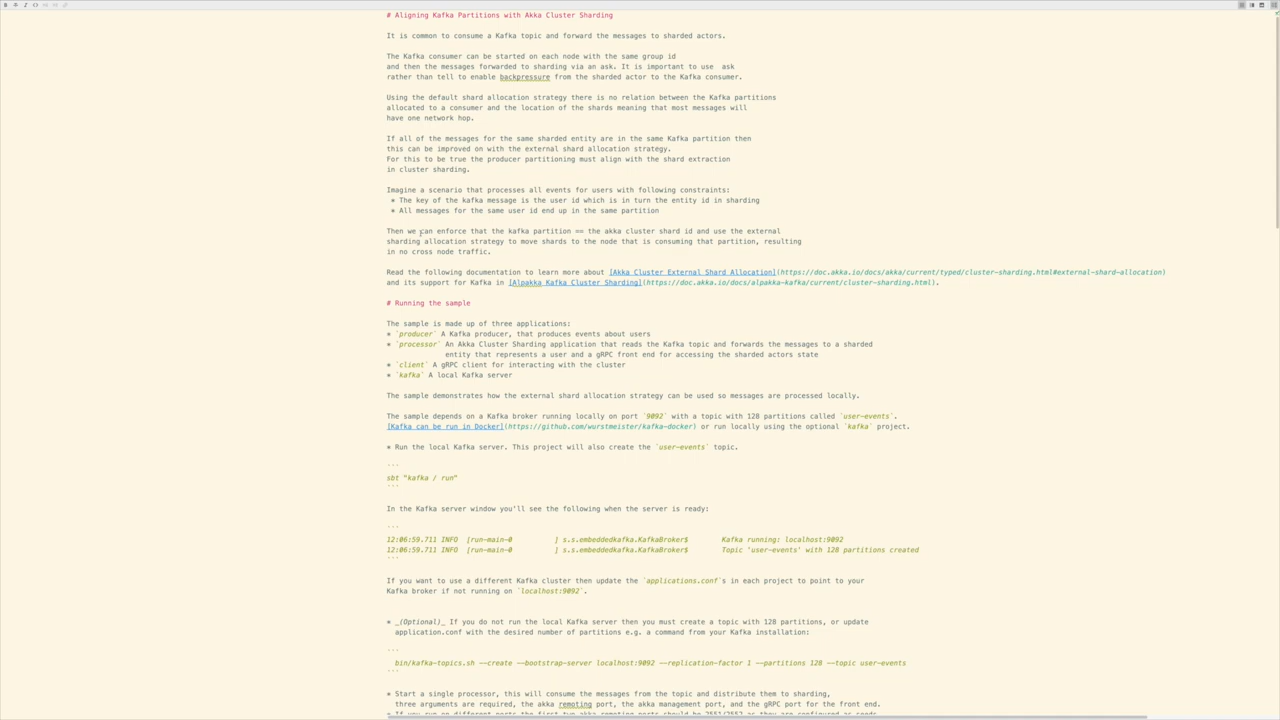 # Aligning Kafka Partitions with Akka Cluster Sharding
It is common to consume a Kafka topic and forward the messages to sharded actors.
The Kafka consumer can be started on each node with the same group id
and then the messages forwarded to sharding via an ask. It is important to use  ask
rather than tell to enable backpressure from the sharded actor to the Kafka consumer.
Using the default shard allocation strategy there is no relation between the Kafka partitions
allocated to a consumer and the location of the shards meaning that most messages will
have one network hop.
If all of the messages for the same sharded entity are in the same Kafka partition then
this can be improved on with the external shard allocation strategy.
For this to be true the producer partitioning must align with the shard extraction
in cluster sharding.
Imagine a scenario that processes all events for users with following constraints:
* The key of the kafka message is the user id which is in turn the entity id in sharding
* All messages for the same user id end up in the same partition
Then we can enforce that the kafka partition == the akka cluster shard id and use the external
sharding allocation strategy to move shards to the node that is consuming that partition, resulting
in no cross node traffic.
Read the following documentation to learn more about [Akka Cluster External Shard Allocation](https://doc.akka.io/docs/akka/current/typed/cluster-sharding.html#external-shard-allocation)
and its support for Kafka in [Alpakka Kafka Cluster Sharding](https://doc.akka.io/docs/alpakka-kafka/current/cluster-sharding.html).
# Running the sample
The sample is made up of three applications:
* `producer` A Kafka producer, that produces events about users
* `processor` An Akka Cluster Sharding application that reads the Kafka topic and forwards the messages to a sharded
entity that represents a user and a gRPC front end for accessing the sharded actors state
* `client` A gRPC client for interacting with the cluster
* `kafka` A local Kafka server
The sample demonstrates how the external shard allocation strategy can be used so messages are processed locally.
The sample depends on a Kafka broker running locally on port `9092` with a topic with 128 partitions called `user-events`.
[Kafka can be run in Docker](https://github.com/wurstmeister/kafka-docker) or run locally using the optional `kafka` project.
* Run the local Kafka server. This project will also create the `user-events` topic.
```
sbt "kafka / run"
```
In the Kafka server window you'll see the following when the server is ready:
```
12:06:59.711 INFO  [run-main-0          ] s.s.embeddedkafka.KafkaBroker$        Kafka running: localhost:9092
12:06:59.711 INFO  [run-main-0          ] s.s.embeddedkafka.KafkaBroker$        Topic 'user-events' with 128 partitions created
```
If you want to use a different Kafka cluster then update the `applications.conf`s in each project to point to your
Kafka broker if not running on `localhost:9092`.
* _(Optional)_ If you do not run the local Kafka server then you must create a topic with 128 partitions, or update
application.conf with the desired number of partitions e.g. a command from your Kafka installation:
```
bin/kafka-topics.sh --create --bootstrap-server localhost:9092 --replication-factor 1 --partitions 128 --topic user-events
```
* Start a single processor, this will consume the messages from the topic and distribute them to sharding,
three arguments are required, the akka remoting port, the akka management port, and the gRPC port for the front end.
* If you run on different ports the first two akka remoting ports should be 2551/2552 as they are configured as seeds.